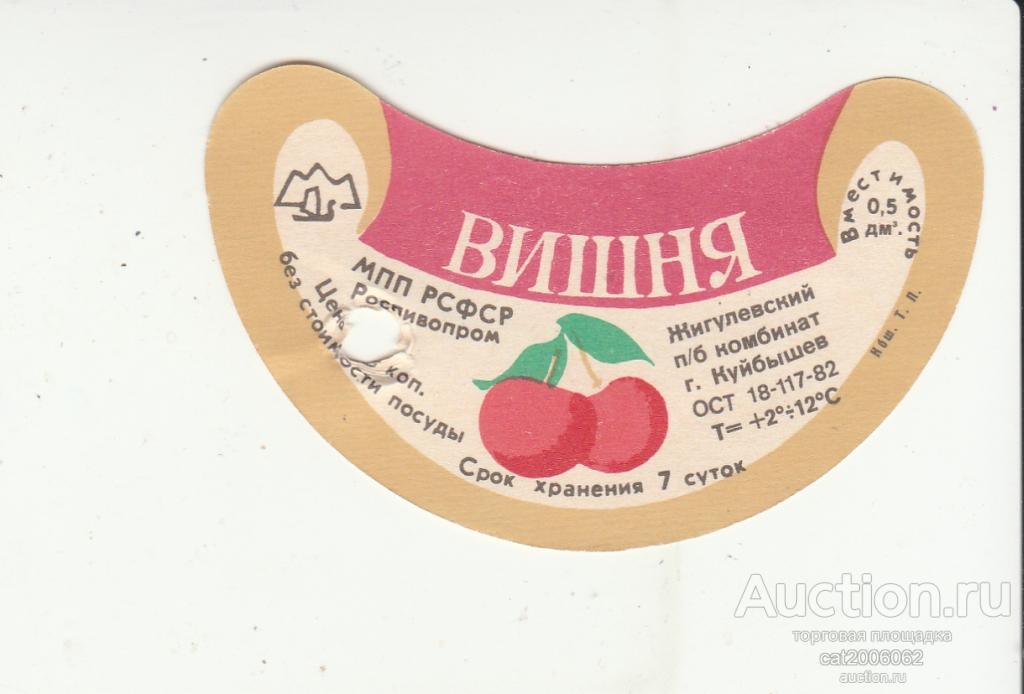 ВИШНЯ
МПП РСФСР
Роспивопром
коп.
без стоимости посуды
Жигулевский
п/б комбинат
г. Куйбышев
ОСТ 18-117-82
Т= +2°÷12°С
Срок хранения 7 суток
Вместимость
0,5
дм³.
Кбш. Т. П.
Auction.ru
торговая площадка
cat2006062
auction.ru